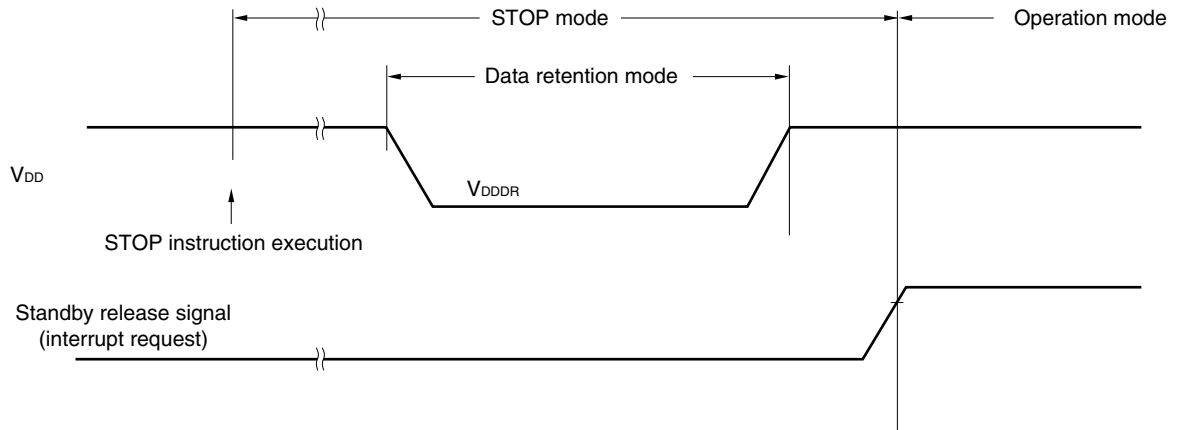 STOP mode
Operation mode
Data retention mode
VDD
VDDDR
STOP instruction execution
Standby release signal
(interrupt request)